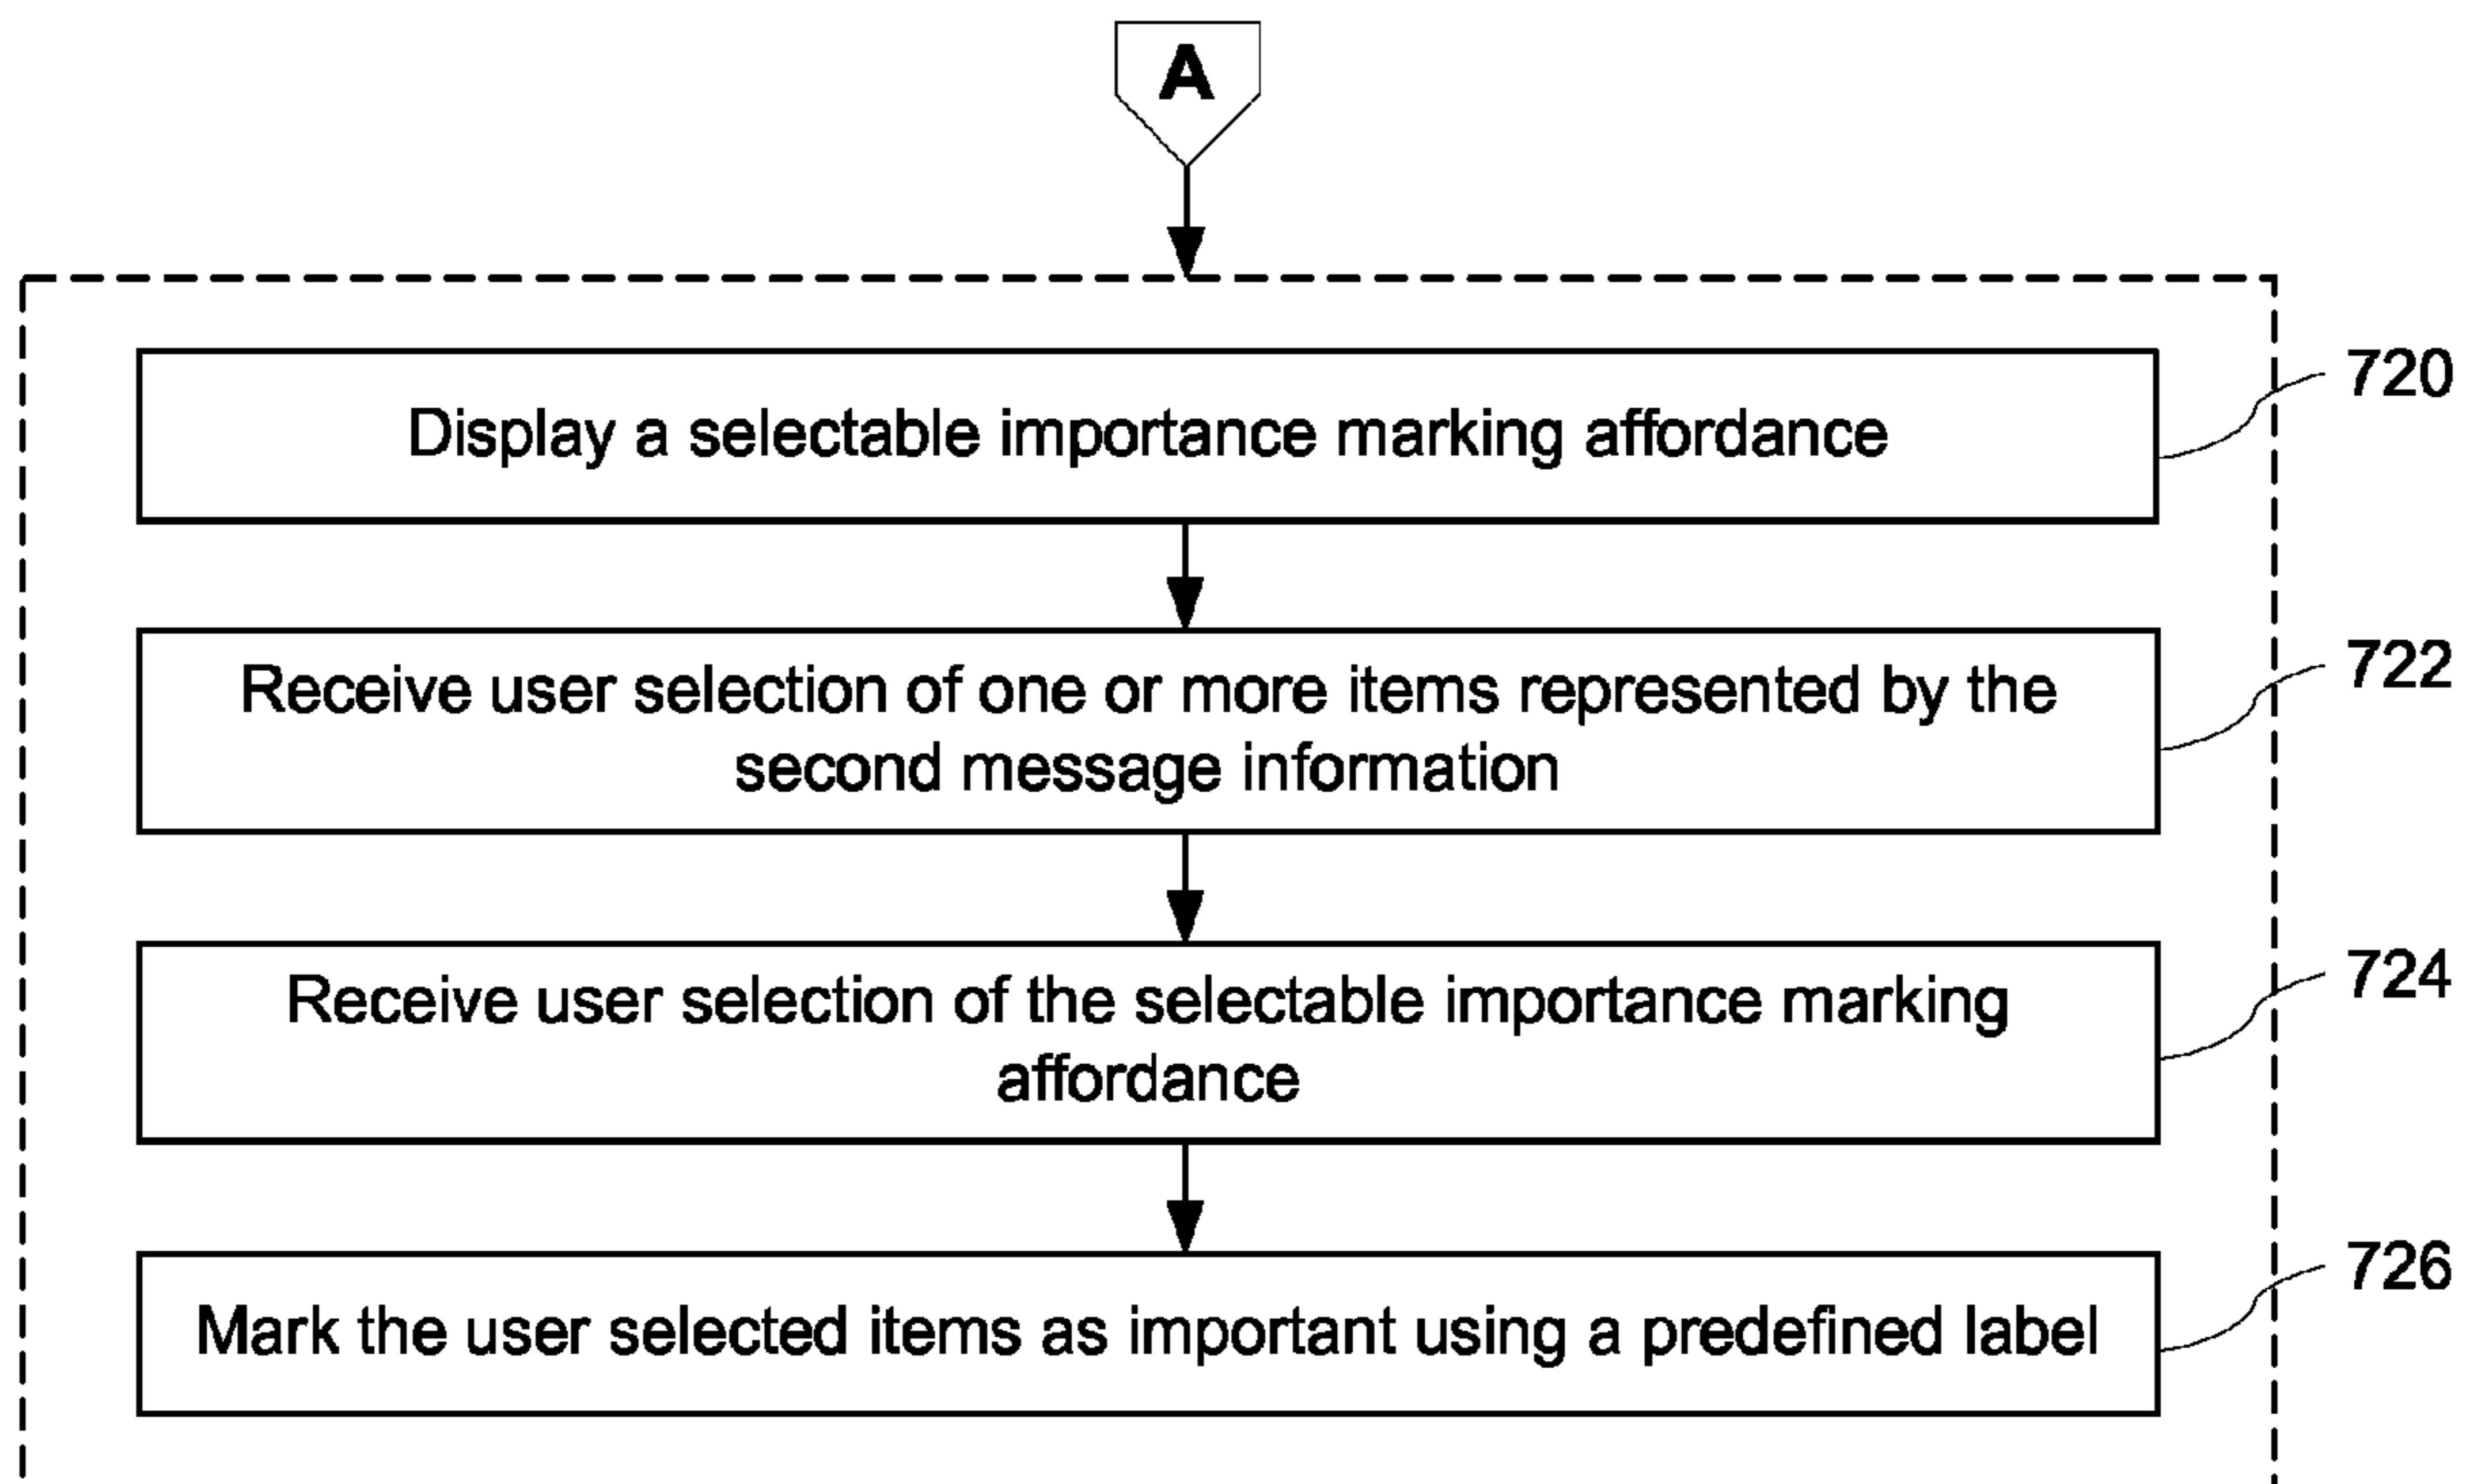 A
Display a selectable importance marking affordance
720
Receive user selection of one or more items represented by the
second message information
722
Receive user selection of the selectable importance marking
affordance
724
Mark the user selected items as important using a predefined label
726